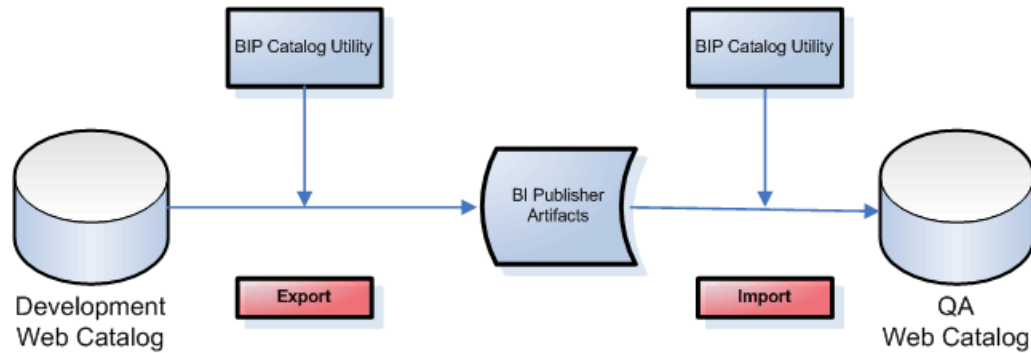 BIP Catalog Utility
BIP Catalog Utility
BI Publisher
Artifacts
Export
Import
Development
Web Catalog
QA
Web Catalog